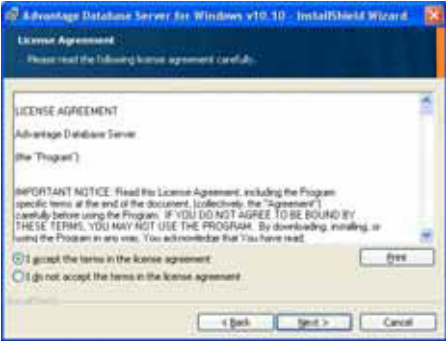 Advantage Database Server for Windows v10.10 - InstallShield Wizard
License Agreement
Please read the following license agreement carefully.
LICENSE AGREEMENT
Advantage Database Server
(the "Program")
IMPORTANT NOTICE: Read this License Agreement, including the Program
specific terms at the end of the document, (collectively, the "Agreement")
carefully before using the Program. IF YOU DO NOT AGREE TO BE BOUND BY
THESE TERMS, YOU MAY NOT USE THE PROGRAM. By downloading, installing, or
using the Program in any way, You acknowledge that You have read,
I accept the terms in the license agreement
Print
I do not accept the terms in the license agreement
InstallShield
< Back
Next >
Cancel